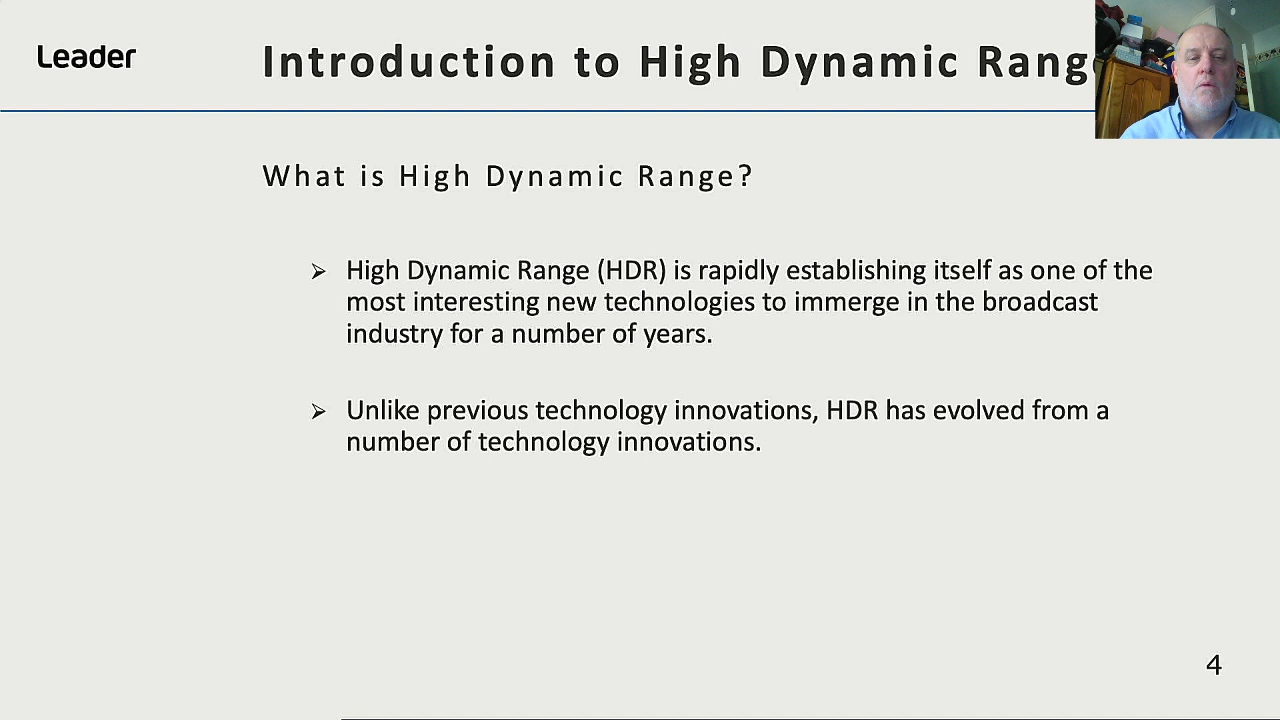 Leader
Introduction to High Dynamic Rang
What is High Dynamic Range?
High Dynamic Range (HDR) is rapidly establishing itself as one of the
most interesting new technologies to immerge in the broadcast
industry for a number of years.
Unlike previous technology innovations, HDR has evolved from a
number of technology innovations.
4